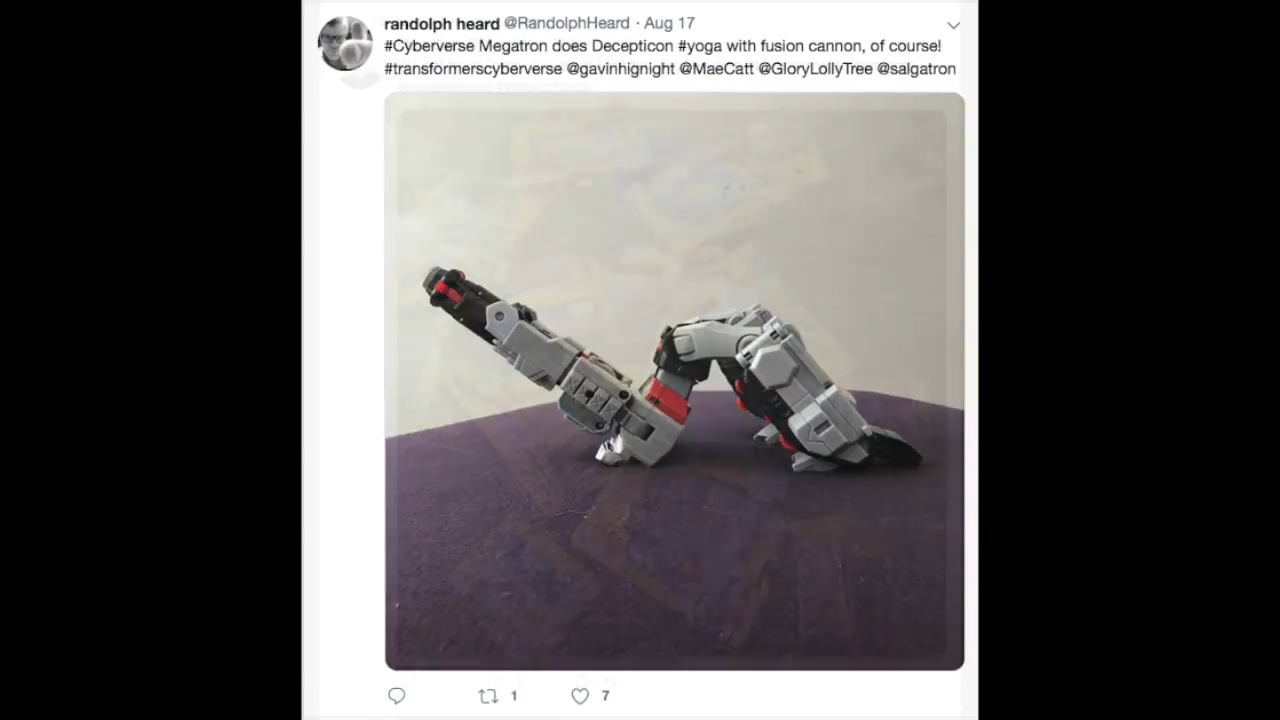 randolph heard @RandolphHeard · Aug 17
#Cyberverse Megatron does Decepticon #yoga with fusion cannon, of course!
#transformerscyberverse @gavinhignight @MaeCatt @GloryLollyTree @salgatron
1 7